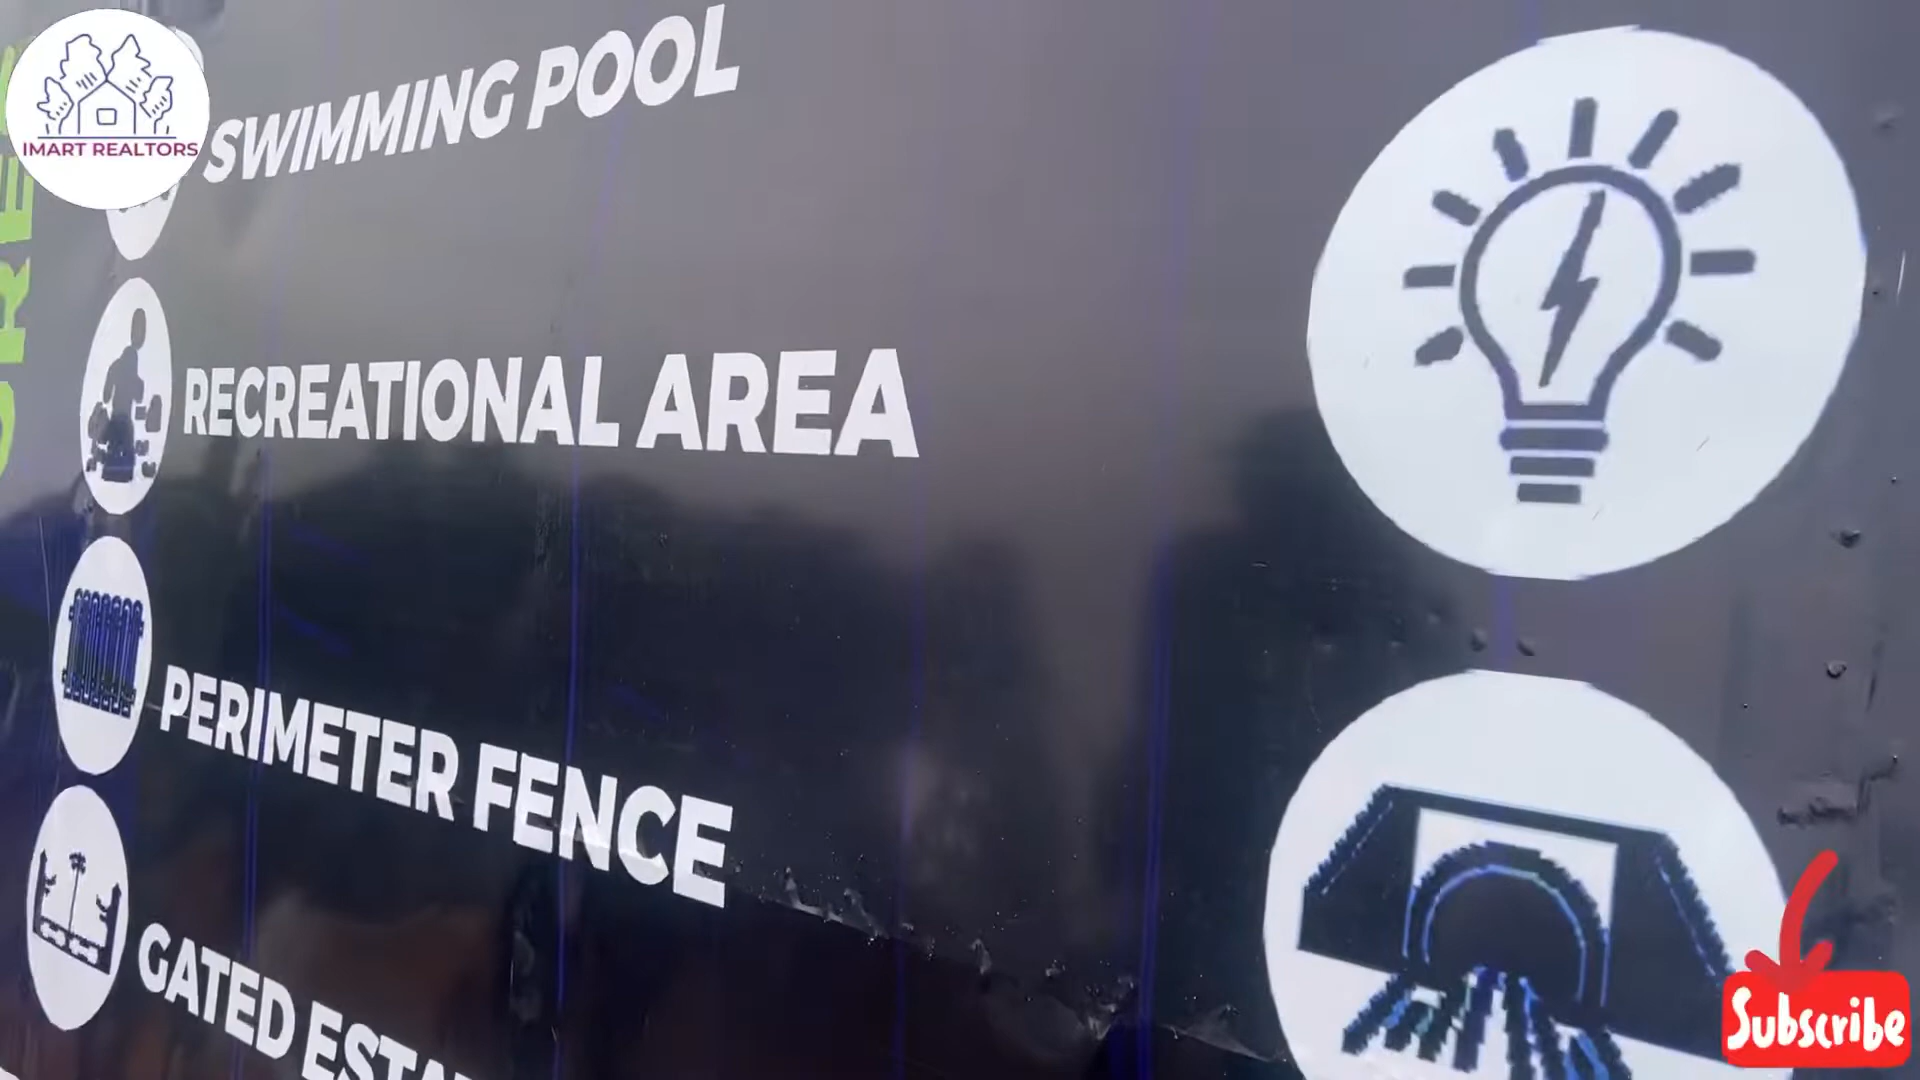 IMART REALTORS
SWIMMING POOL
RECREATIONAL AREA
PERIMETER FENCE
GATED
Subscribe